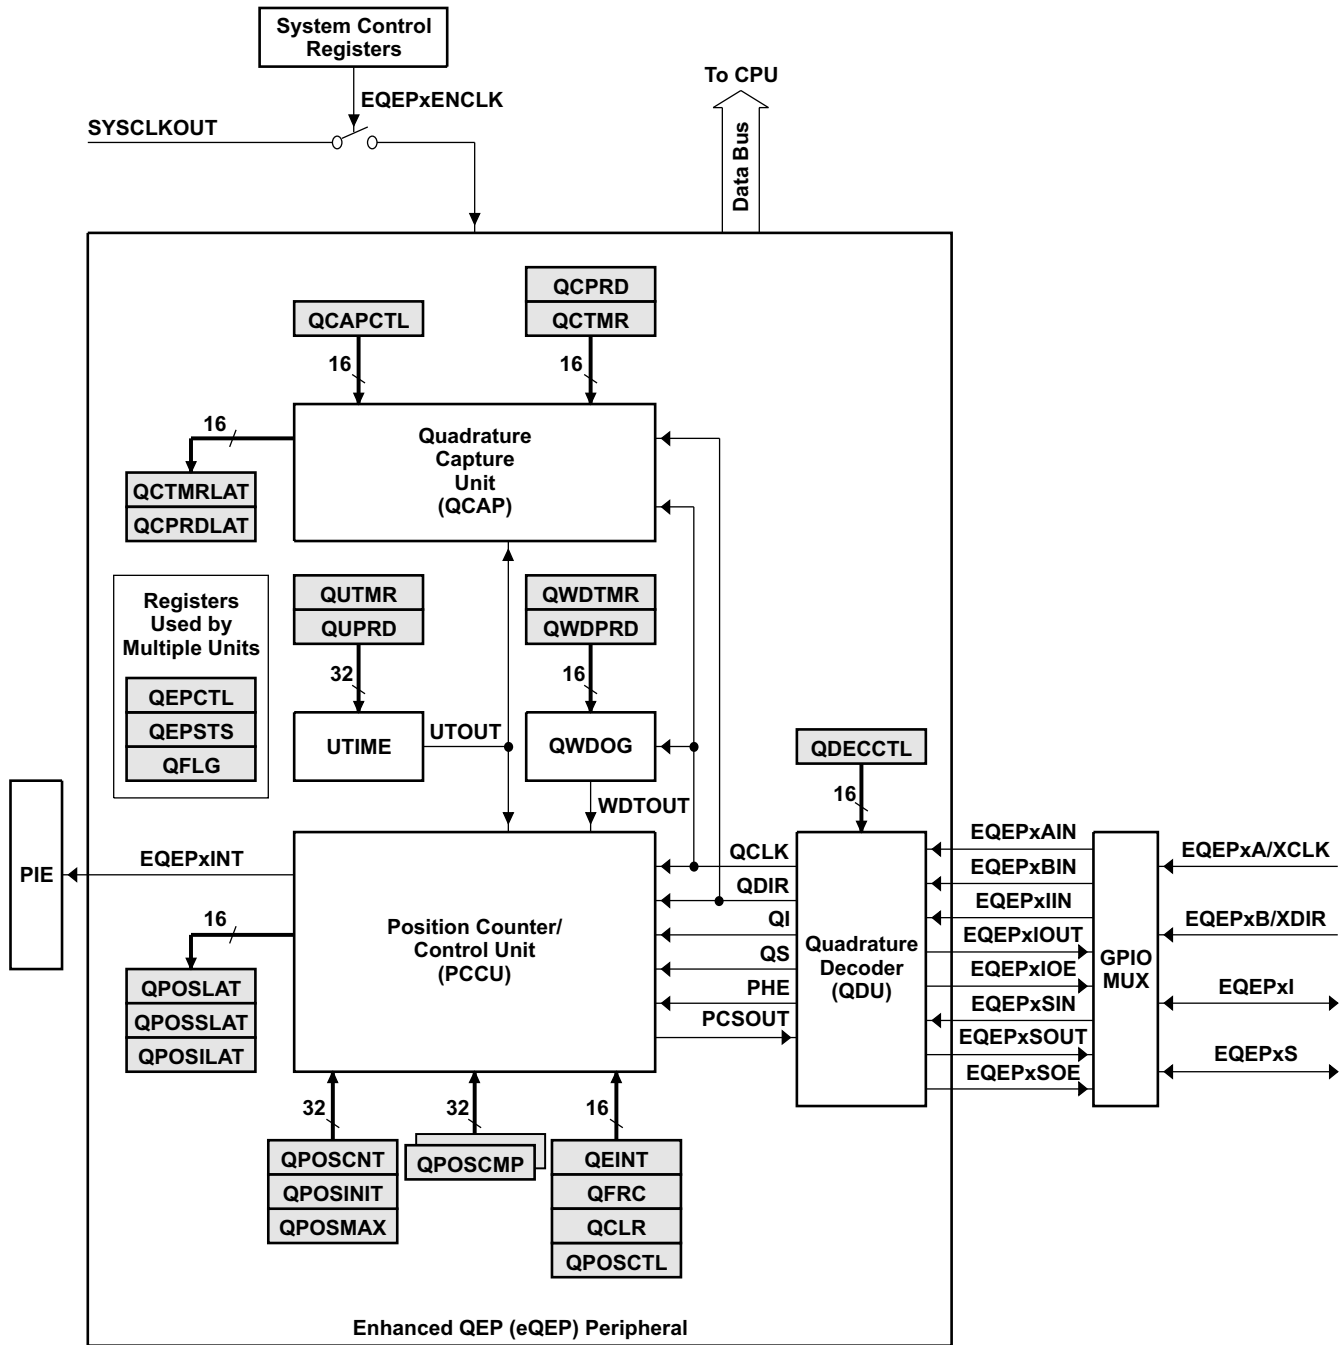 System Control
Registers
To CPU
EQEPxENCLK
SYSCLKOUT
Data Bus
QCPRD
QCAPCTL
QCTMR
16
16
16
Quadrature
Capture
Unit
(QCAP)
QCTMRLAT
QCPRDLAT
Registers
Used by
Multiple Units
QEPCTL
QEPSTS
QFLG
QUTMR
QUPRD
QWDTMR
QWDPRD
32
16
UTIME
UTOUT
QWDOG
QDECCTL
WDTOUT
16
PIE
EQEPxINT
16
Position Counter/
Control Unit
(PCCU)
QCLK
QDIR
QI
QS
PHE
PCSOUT
Quadrature
Decoder
(QDU)
EQEPxAIN
EQEPxBIN
EQEPxIIN
EQEPxIOUT
EQEPxIOE
EQEPxSIN
EQEPxSOUT
EQEPxSOE
GPIO
MUX
EQEPxA/XCLK
EQEPxB/XDIR
EQEPxI
EQEPxS
QPOSLAT
QPOSSLAT
QPOSILAT
32
32
16
QPOSCNT
QPOSINIT
QPOSMAX
QPOSCMP
QEINT
QFRC
QCLR
QPOSCTL
Enhanced QEP (eQEP) Peripheral